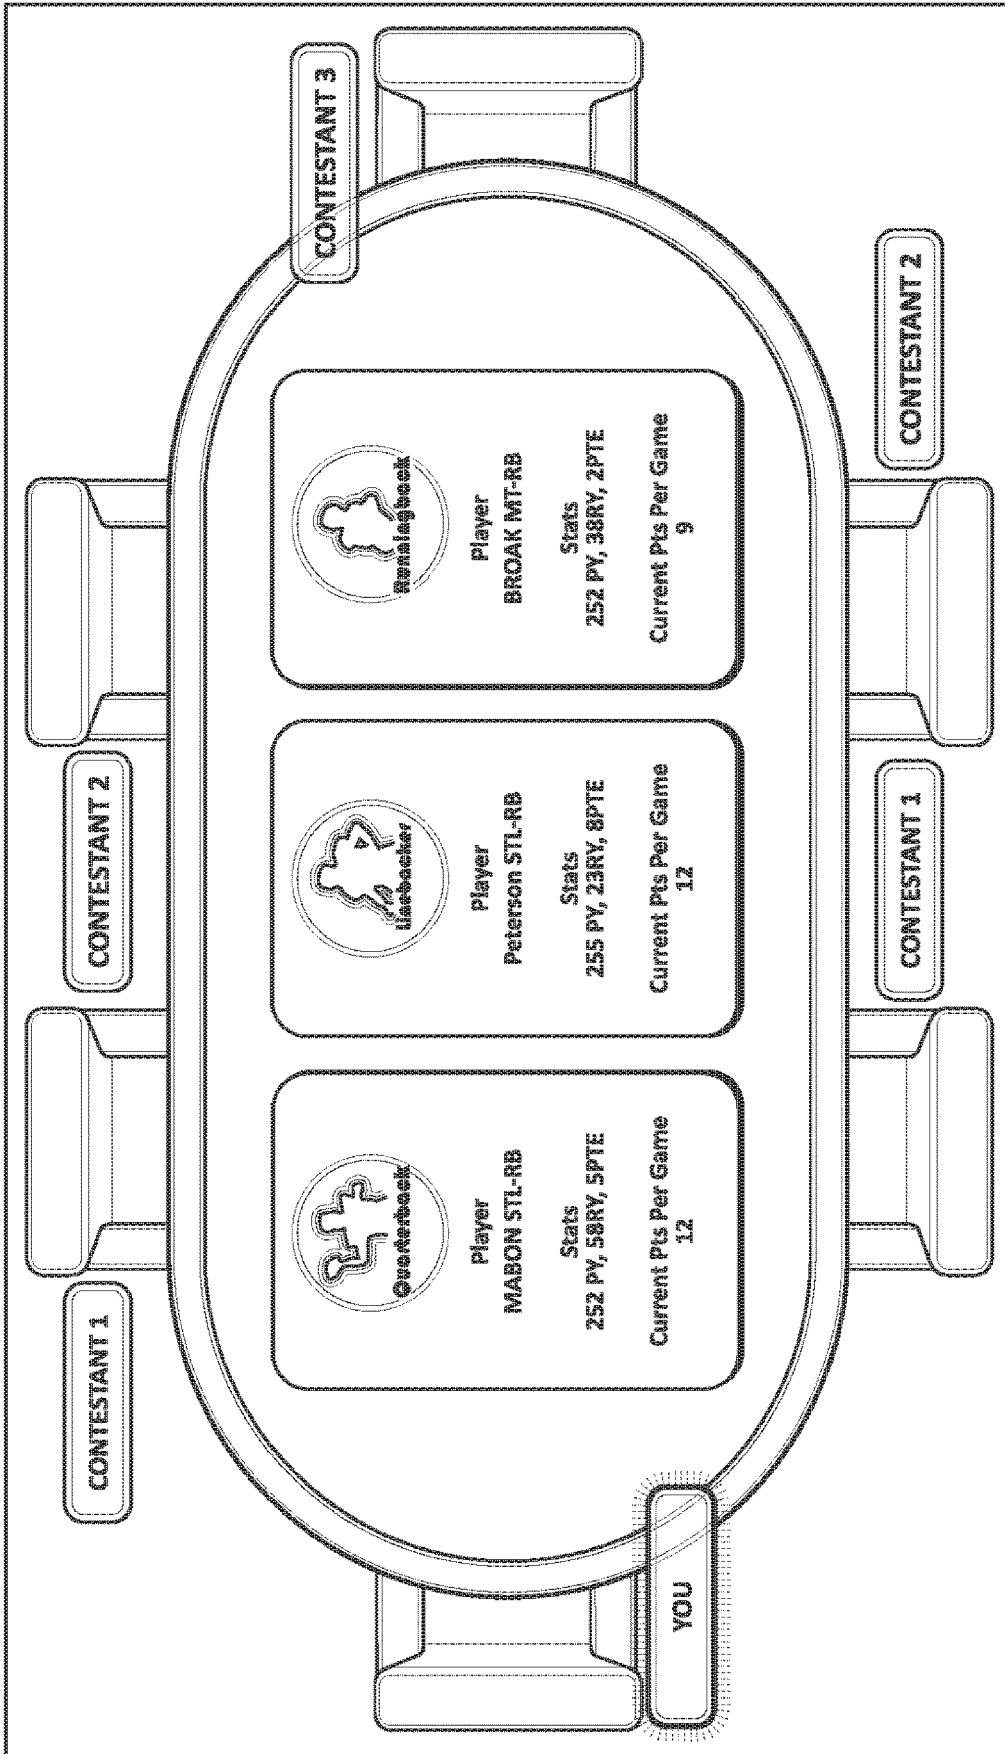 CONTESTANT 1
CONTESTANT 2
CONTESTANT 3
YOU
Quarterback
Player
MABON STL-RB
Stats
252 PY, 58RY, 5PTE
Current Pts Per Game
12
Linebacker
Player
Peterson STL-RB
Stats
255 PY, 23RY, 8PTE
Current Pts Per Game
12
Runningback
Player
BROAK MT-RB
Stats
252 PY, 38RY, 2PTE
Current Pts Per Game
9
CONTESTANT 1
CONTESTANT 2